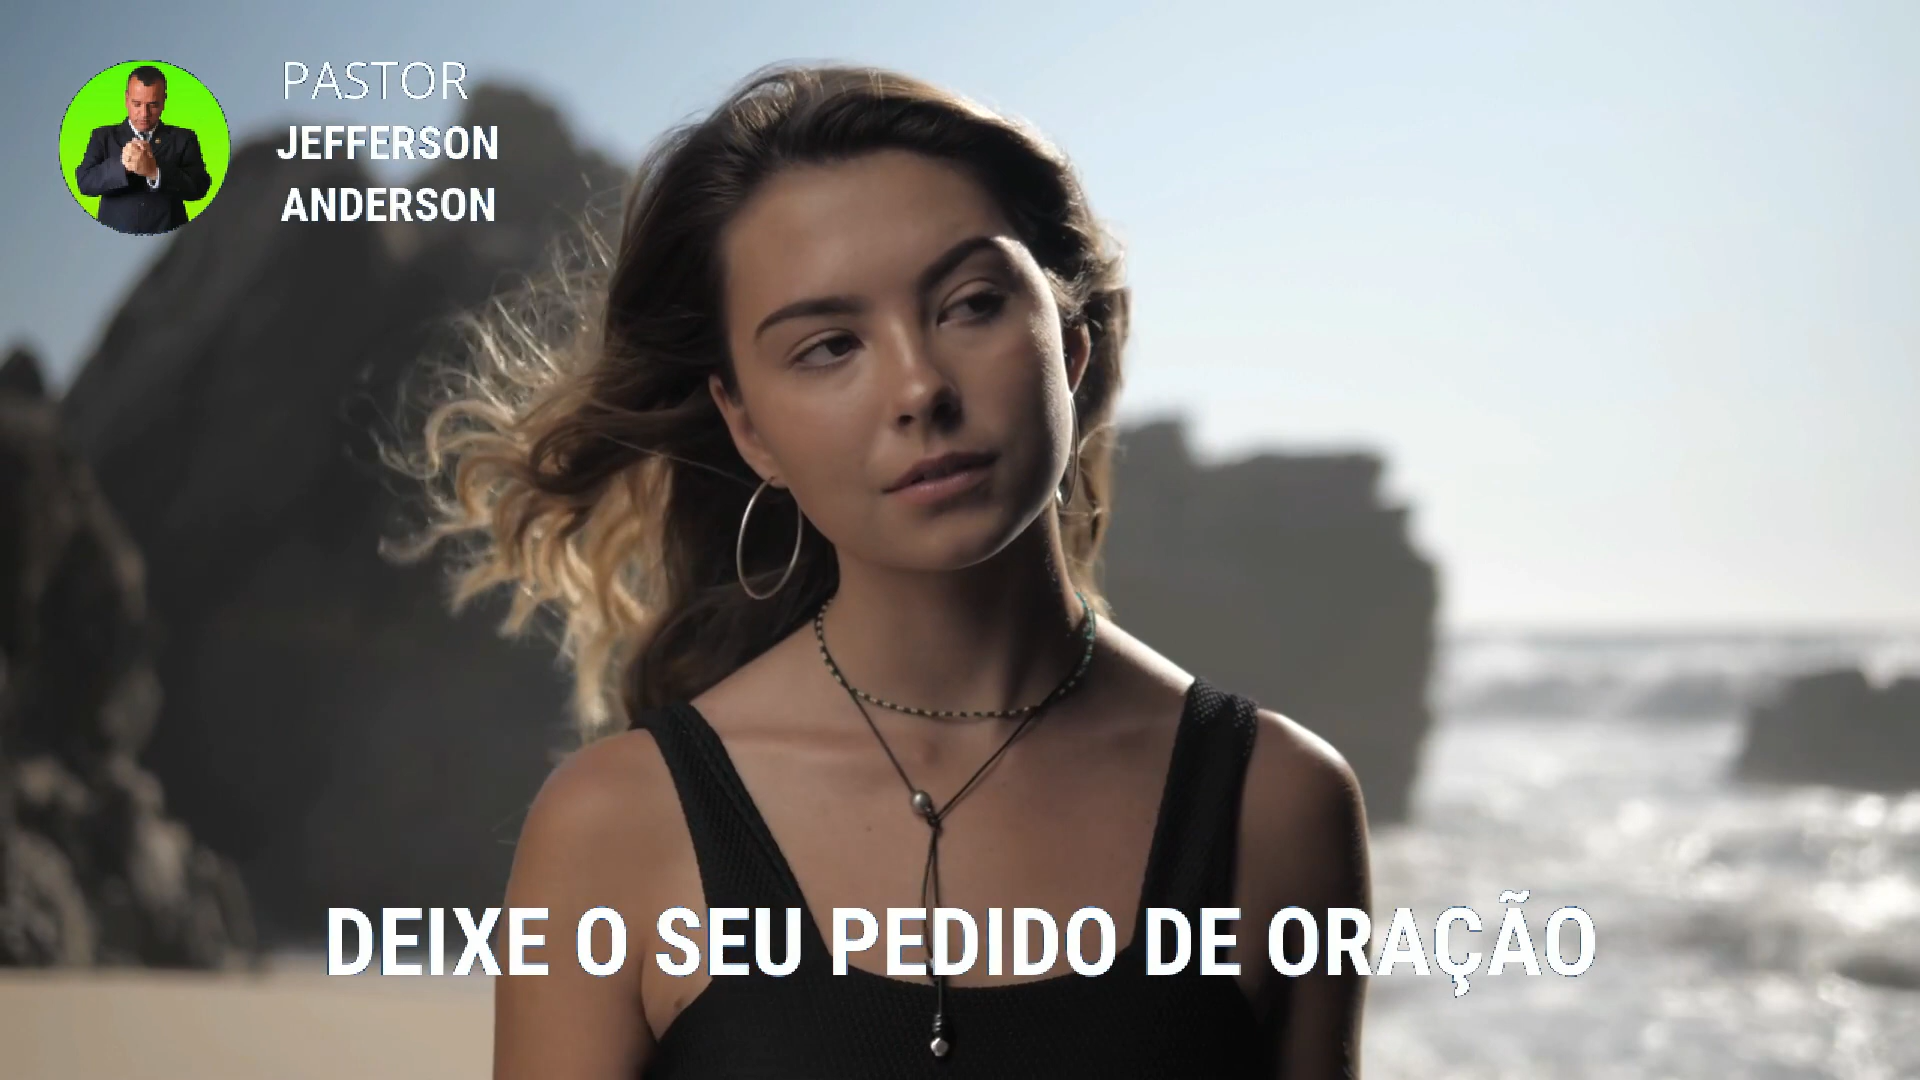 PASTOR
JEFFERSON
ANDERSON
DEIXE O SEU PEDIDO DE ORAÇÃO